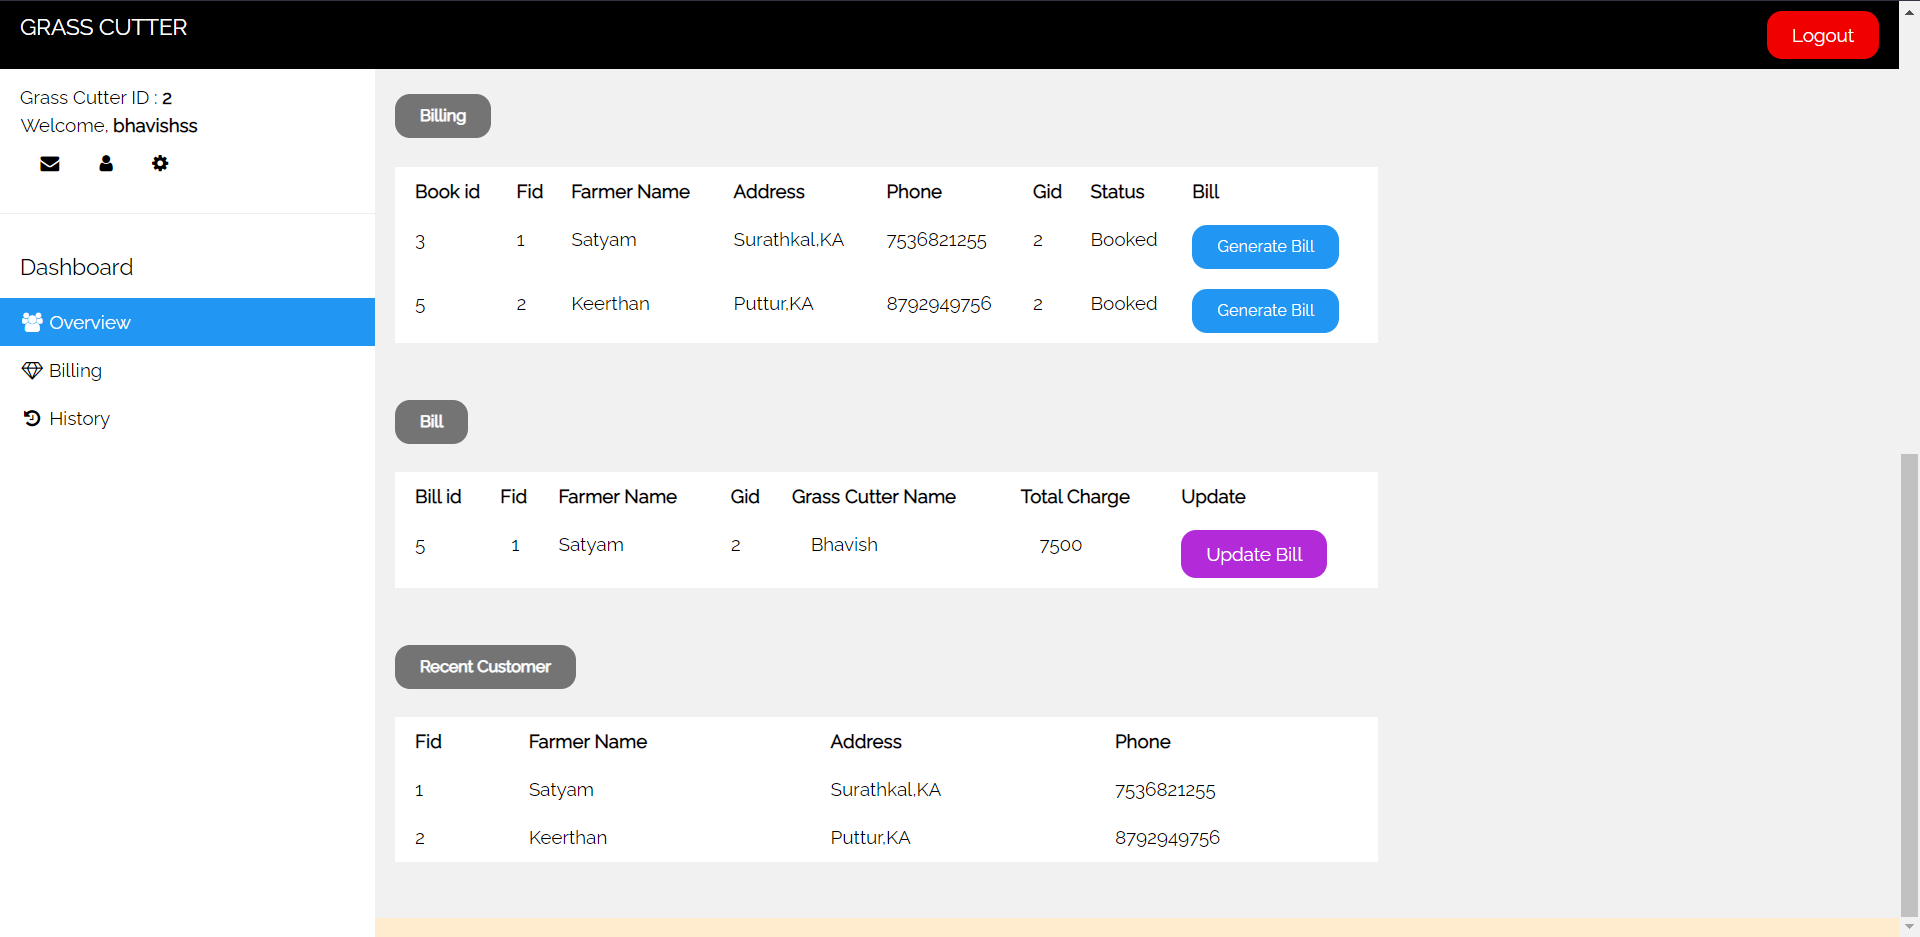 GRASS CUTTER
Logout
Grass Cutter ID : 2
Welcome, bhavishss
Dashboard
Overview
Billing
History
Billing
Book id Fid Farmer Name Address Phone Gid Status Bill
3 1 Satyam Surathkal,KA 7536821255 2 Booked Generate Bill
5 2 Keerthan Puttur,KA 8792949756 2 Booked Generate Bill
Bill
Bill id Fid Farmer Name Gid Grass Cutter Name Total Charge Update
5 1 Satyam 2 Bhavish 7500 Update Bill
Recent Customer
Fid Farmer Name Address Phone
1 Satyam Surathkal,KA 7536821255
2 Keerthan Puttur,KA 8792949756